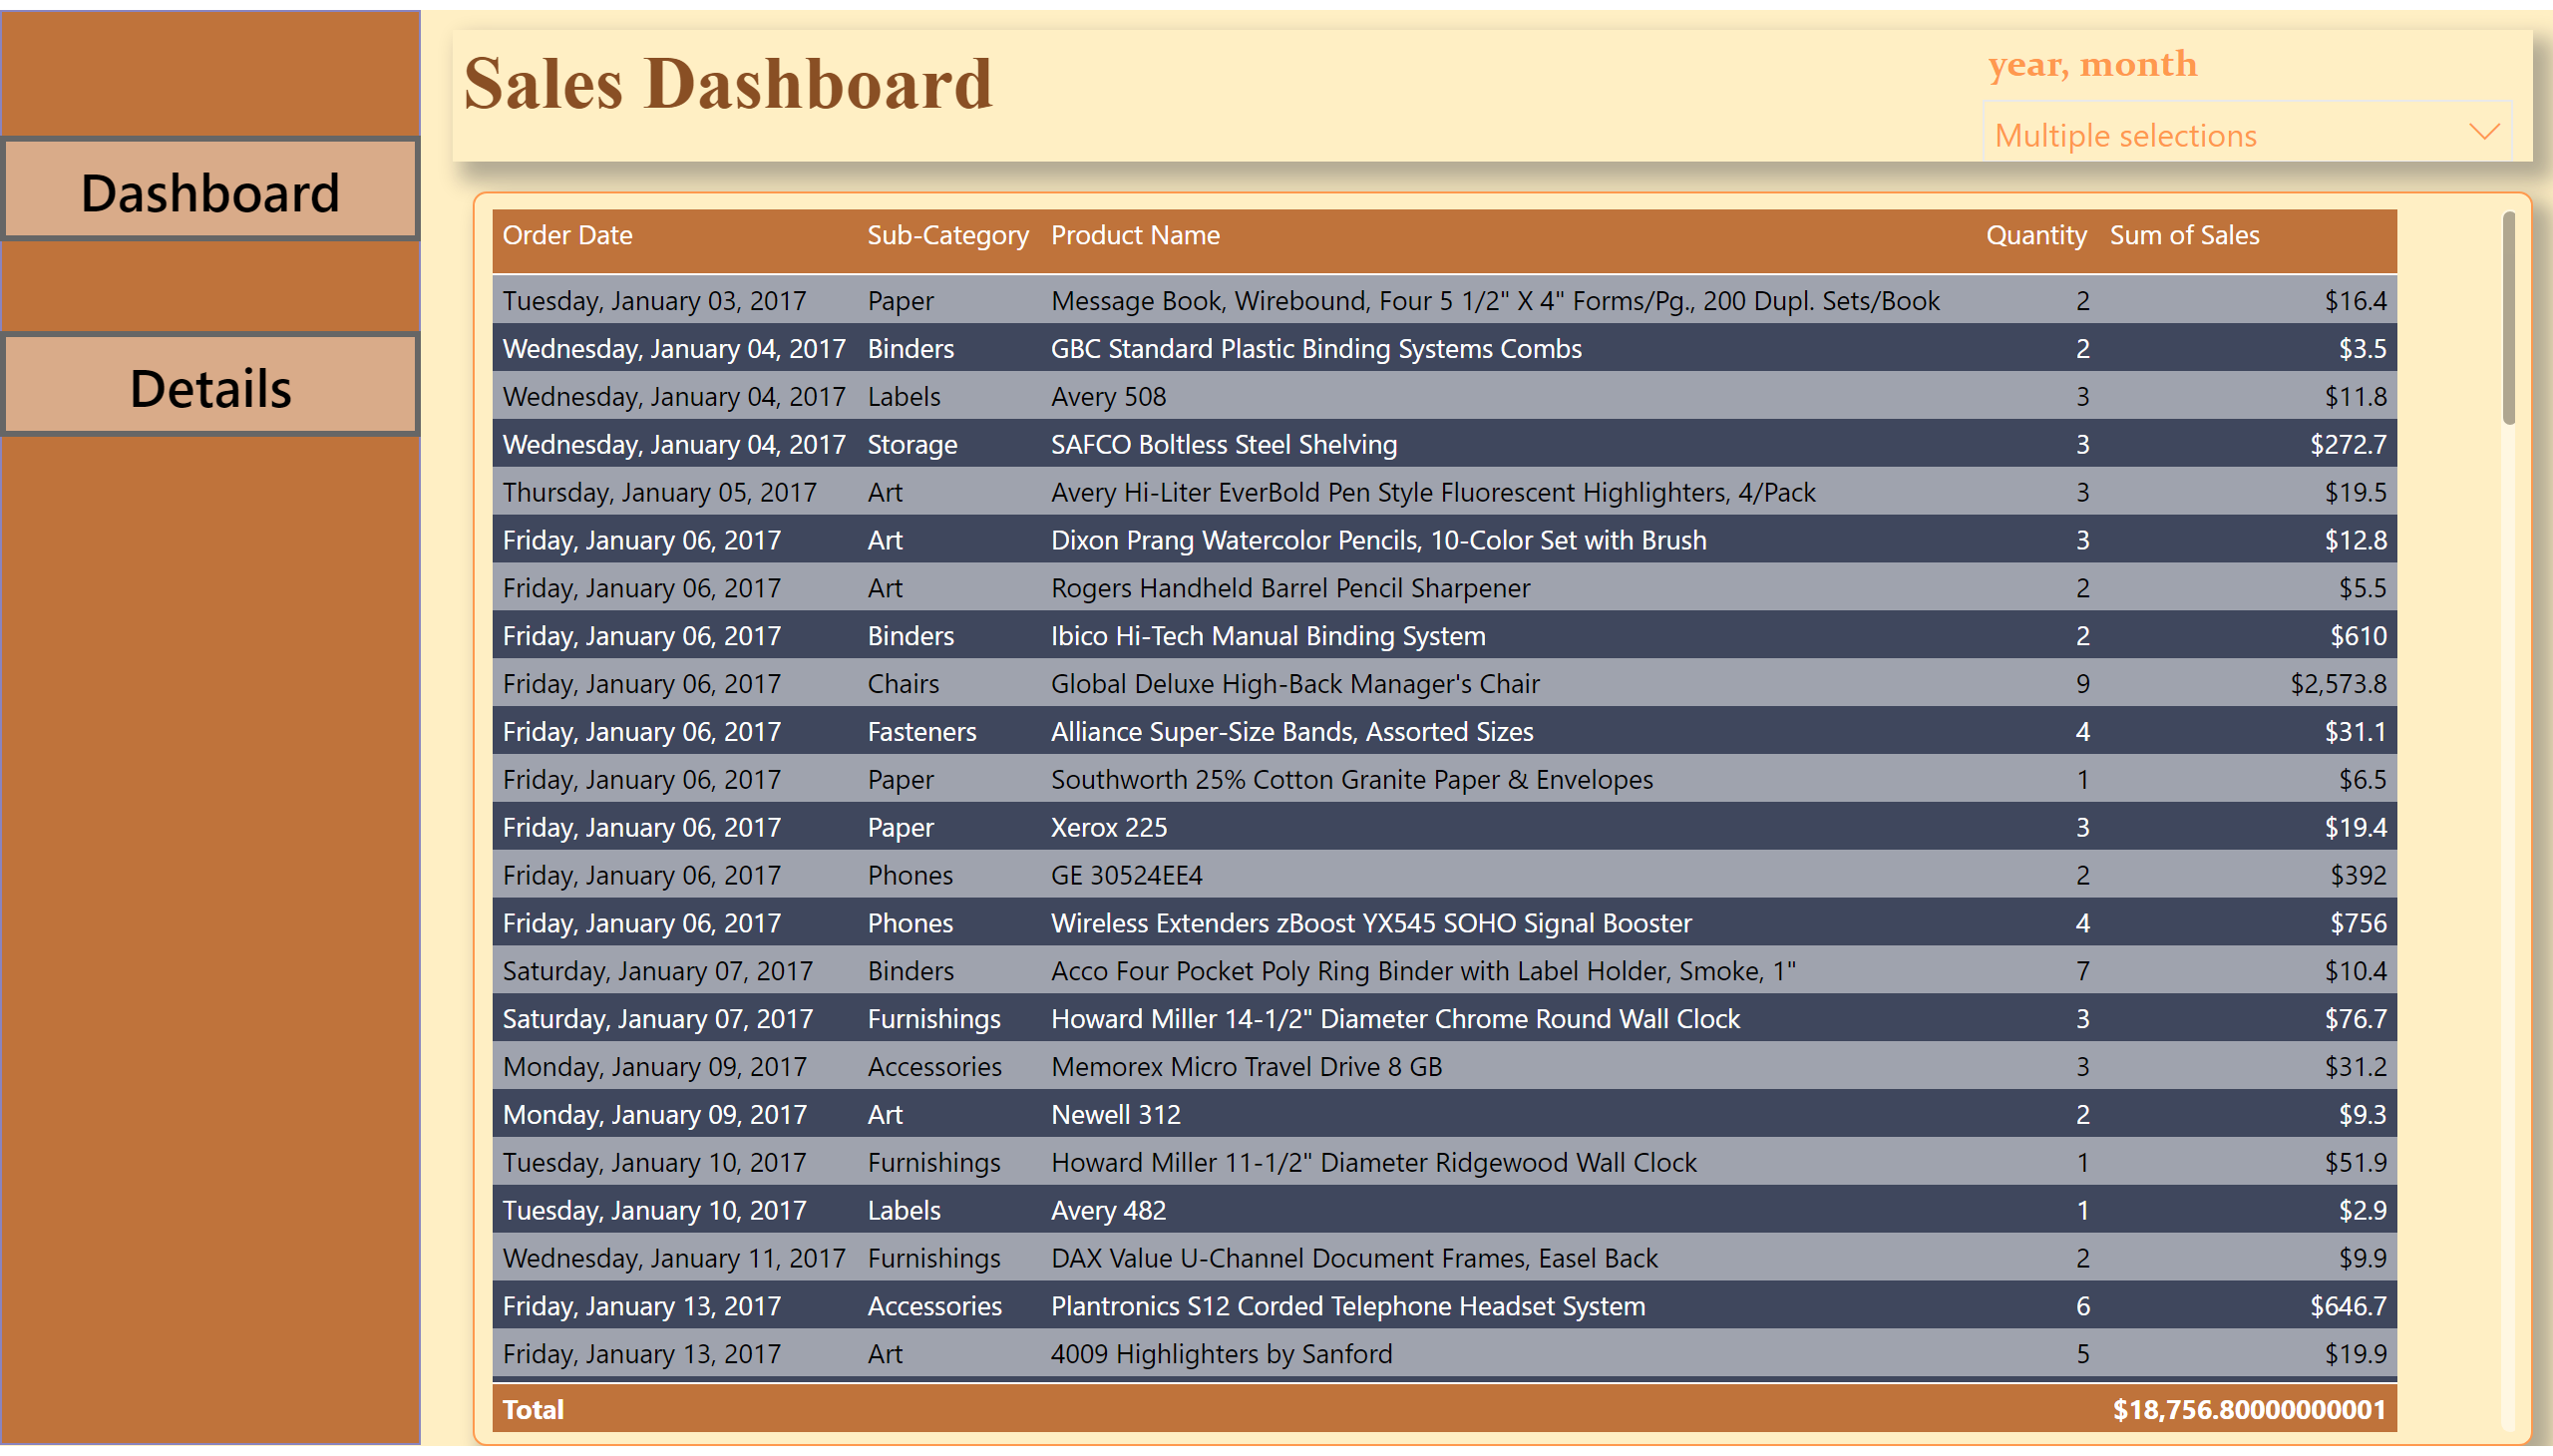 Sales Dashboard
year, month
Multiple selections
Dashboard
Details
Order Date Sub-Category Product Name Quantity Sum of Sales
Tuesday, January 03, 2017 Paper Message Book, Wirebound, Four 5 1/2" X 4" Forms/Pg., 200 Dupl. Sets/Book 2 $16.4
Wednesday, January 04, 2017 Binders GBC Standard Plastic Binding Systems Combs 2 $3.5
Wednesday, January 04, 2017 Labels Avery 508 3 $11.8
Wednesday, January 04, 2017 Storage SAFCO Boltless Steel Shelving 3 $272.7
Thursday, January 05, 2017 Art Avery Hi-Liter EverBold Pen Style Fluorescent Highlighters, 4/Pack 3 $19.5
Friday, January 06, 2017 Art Dixon Prang Watercolor Pencils, 10-Color Set with Brush 3 $12.8
Friday, January 06, 2017 Art Rogers Handheld Barrel Pencil Sharpener 2 $5.5
Friday, January 06, 2017 Binders Ibico Hi-Tech Manual Binding System 2 $610
Friday, January 06, 2017 Chairs Global Deluxe High-Back Manager's Chair 9 $2,573.8
Friday, January 06, 2017 Fasteners Alliance Super-Size Bands, Assorted Sizes 4 $31.1
Friday, January 06, 2017 Paper Southworth 25% Cotton Granite Paper & Envelopes 1 $6.5
Friday, January 06, 2017 Paper Xerox 225 3 $19.4
Friday, January 06, 2017 Phones GE 30524EE4 2 $392
Friday, January 06, 2017 Phones Wireless Extenders zBoost YX545 SOHO Signal Booster 4 $756
Saturday, January 07, 2017 Binders Acco Four Pocket Poly Ring Binder with Label Holder, Smoke, 1" 7 $10.4
Saturday, January 07, 2017 Furnishings Howard Miller 14-1/2" Diameter Chrome Round Wall Clock 3 $76.7
Monday, January 09, 2017 Accessories Memorex Micro Travel Drive 8 GB 3 $31.2
Monday, January 09, 2017 Art Newell 312 2 $9.3
Tuesday, January 10, 2017 Furnishings Howard Miller 11-1/2" Diameter Ridgewood Wall Clock 1 $51.9
Tuesday, January 10, 2017 Labels Avery 482 1 $2.9
Wednesday, January 11, 2017 Furnishings DAX Value U-Channel Document Frames, Easel Back 2 $9.9
Friday, January 13, 2017 Accessories Plantronics S12 Corded Telephone Headset System 6 $646.7
Friday, January 13, 2017 Art 4009 Highlighters by Sanford 5 $19.9
Total $18,756.80000000001